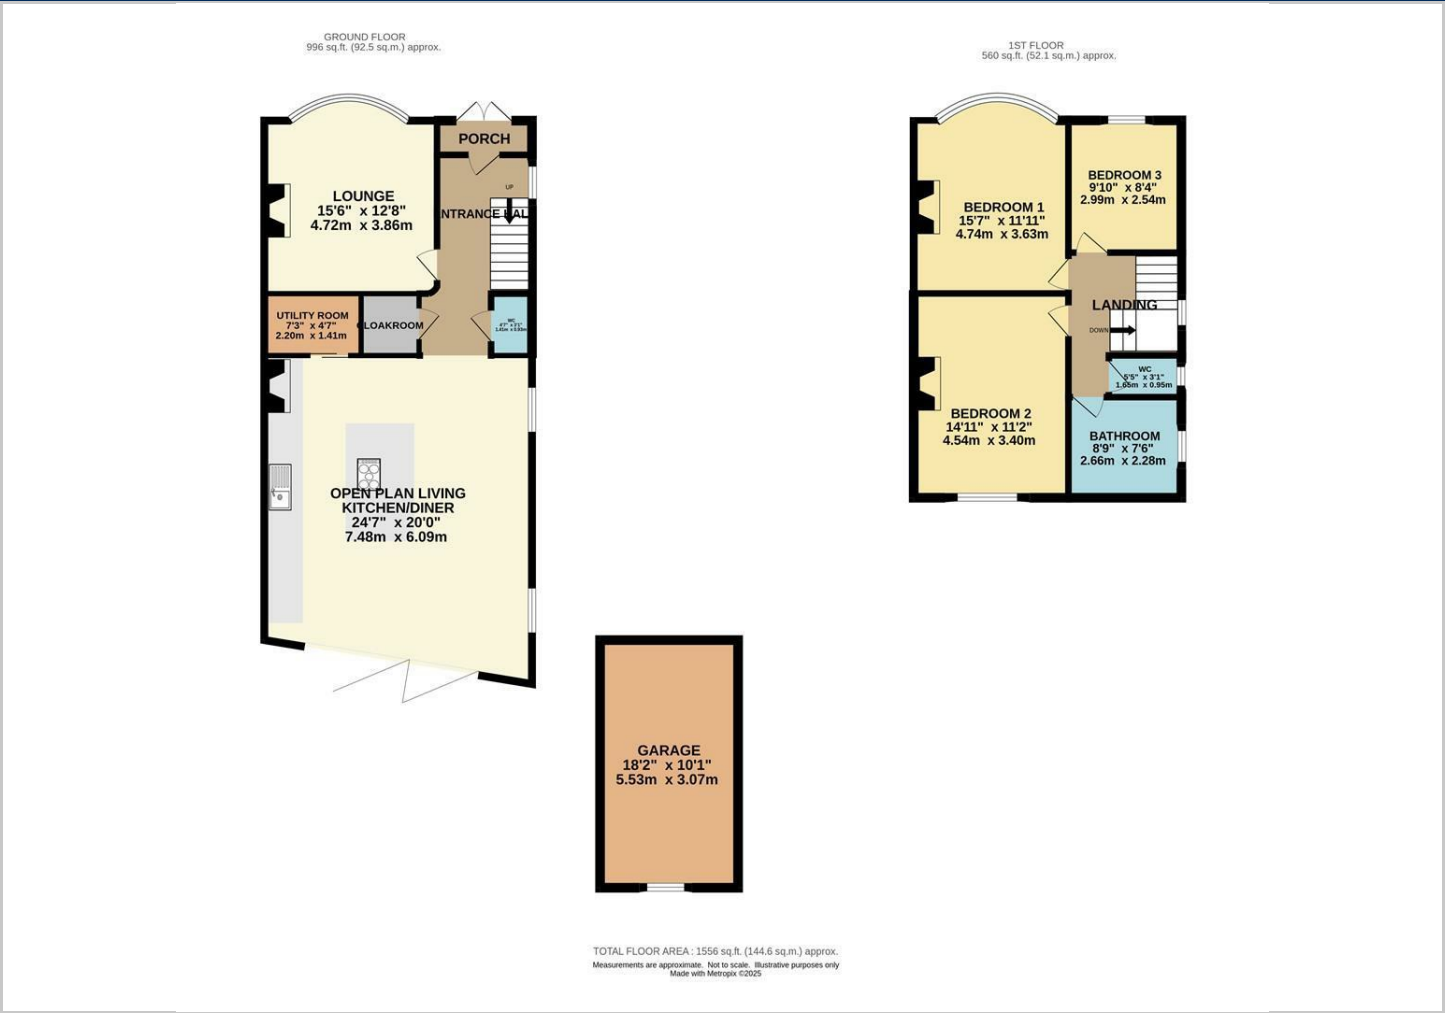 GROUND FLOOR
996 sq.ft. (92.5 sq.m.) approx.
1ST FLOOR
560 sq.ft. (52.1 sq.m.) approx.
PORCH
LOUNGE
15'6" x 12'8"
4.72m x 3.86m
UP
NTRANCE HAL
UTILITY ROOM
7'3" x 4'7"
2.20m x 1.41m
LOAKROOM
WC
OPEN PLAN LIVING
KITCHEN/DINER
24'7" x 20'0"
7.48m x 6.09m
BEDROOM 1
15'7" x 11'11"
4.74m x 3.63m
BEDROOM 3
9'10" x 8'4"
2.99m x 2.54m
LANDING
DOWN
WC
5'5" x 3'1"
1.65m x 0.95m
BEDROOM 2
14'11" x 11'2"
4.54m x 3.40m
BATHROOM
8'9" x 7'6"
2.66m x 2.28m
GARAGE
18'2" x 10'1"
5.53m x 3.07m
TOTAL FLOOR AREA : 1556 sq.ft. (144.6 sq.m.) approx.
Measurements are approximate. Not to scale. Illustrative purposes only
Made with Metropix ©2025